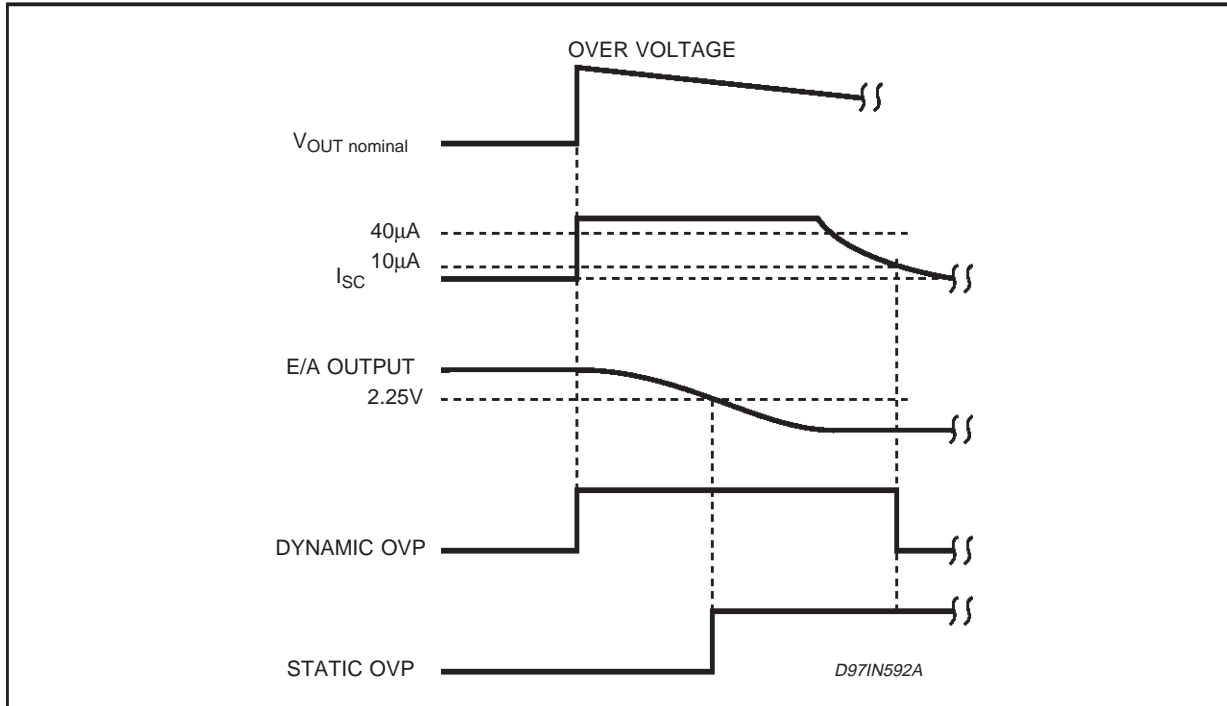 OVER VOLTAGE
VOUT nominal
40µA
10µA
ISC
E/A OUTPUT
2.25V
DYNAMIC OVP
STATIC OVP
D97IN592A